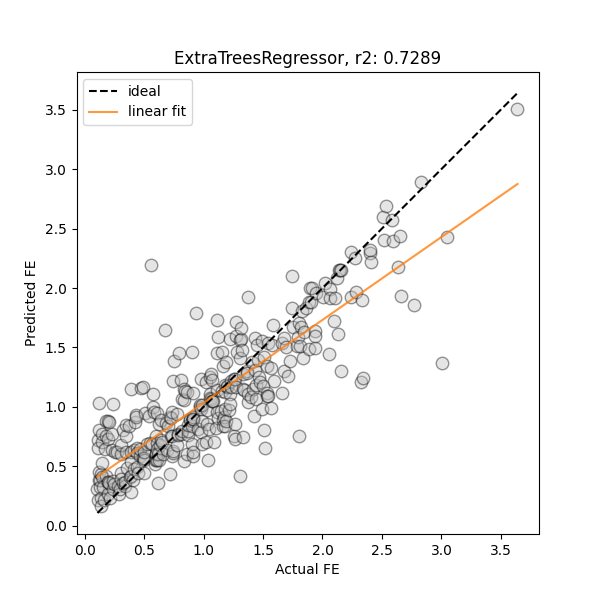 ExtraTreesRegressor, r2: 0.7289
ideal
linear fit
3.5
3.0
2.5
2.0
1.5
1.0
0.5
0.0
Predicted FE
0.0 0.5 1.0 1.5 2.0 2.5 3.0 3.5
Actual FE